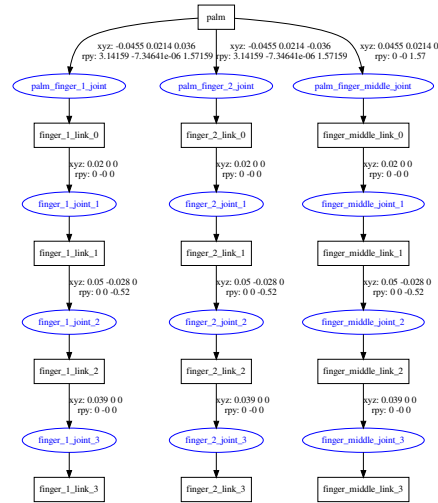 palm
xyz: -0.0455 0.0214 0.036
rpy: 3.14159 -7.34641e-06 1.57159
xyz: -0.0455 0.0214 -0.036
rpy: 3.14159 -7.34641e-06 1.57159
xyz: 0.0455 0.0214 0
rpy: 0 -0 1.57
palm_finger_1_joint
palm_finger_2_joint
palm_finger_middle_joint
finger_1_link_0
finger_2_link_0
finger_middle_link_0
xyz: 0.02 0 0
rpy: 0 -0 0
xyz: 0.02 0 0
rpy: 0 -0 0
xyz: 0.02 0 0
rpy: 0 -0 0
finger_1_joint_1
finger_2_joint_1
finger_middle_joint_1
finger_1_link_1
finger_2_link_1
finger_middle_link_1
xyz: 0.05 -0.028 0
rpy: 0 0 -0.52
xyz: 0.05 -0.028 0
rpy: 0 0 -0.52
xyz: 0.05 -0.028 0
rpy: 0 0 -0.52
finger_1_joint_2
finger_2_joint_2
finger_middle_joint_2
finger_1_link_2
finger_2_link_2
finger_middle_link_2
xyz: 0.039 0 0
rpy: 0 -0 0
xyz: 0.039 0 0
rpy: 0 -0 0
xyz: 0.039 0 0
rpy: 0 -0 0
finger_1_joint_3
finger_2_joint_3
finger_middle_joint_3
finger_1_link_3
finger_2_link_3
finger_middle_link_3